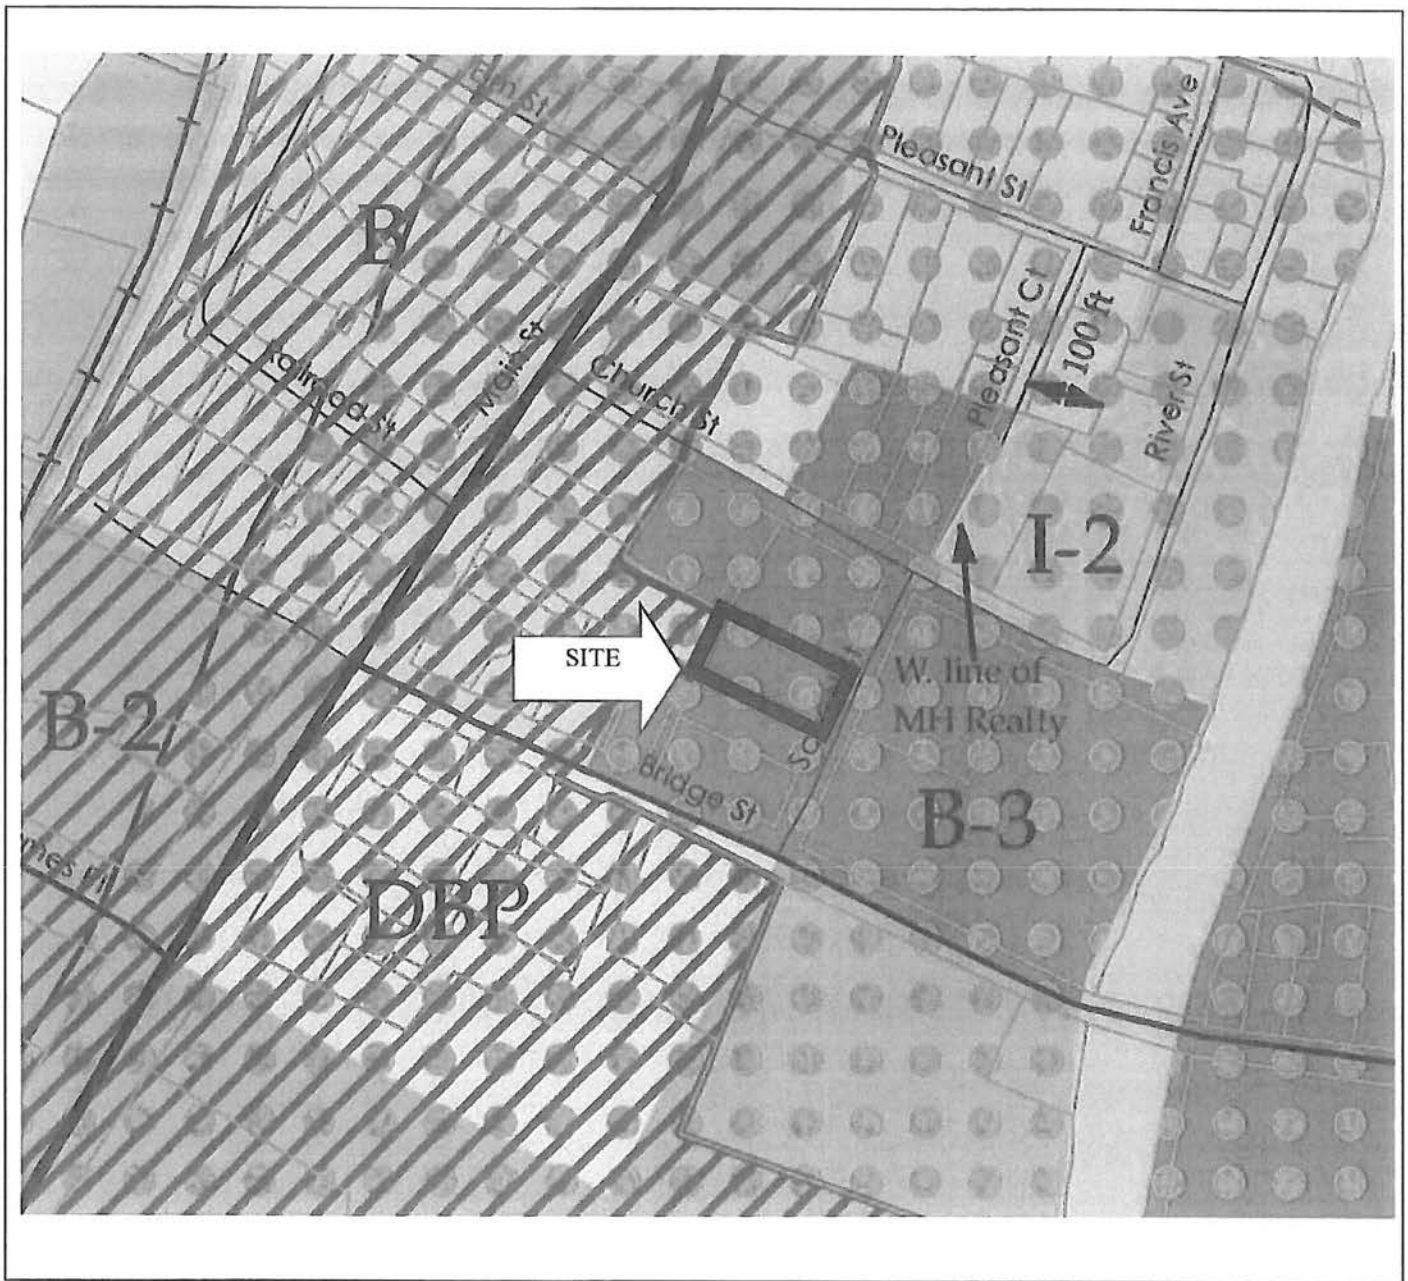 Pleasant St
Francis Ave
B
Pleasant Ct
100 ft
Main St
Church St
Railroad St
River St
I-2
SITE
W. line of
MH Realty
B-2
Bridge St
B-3
DBP